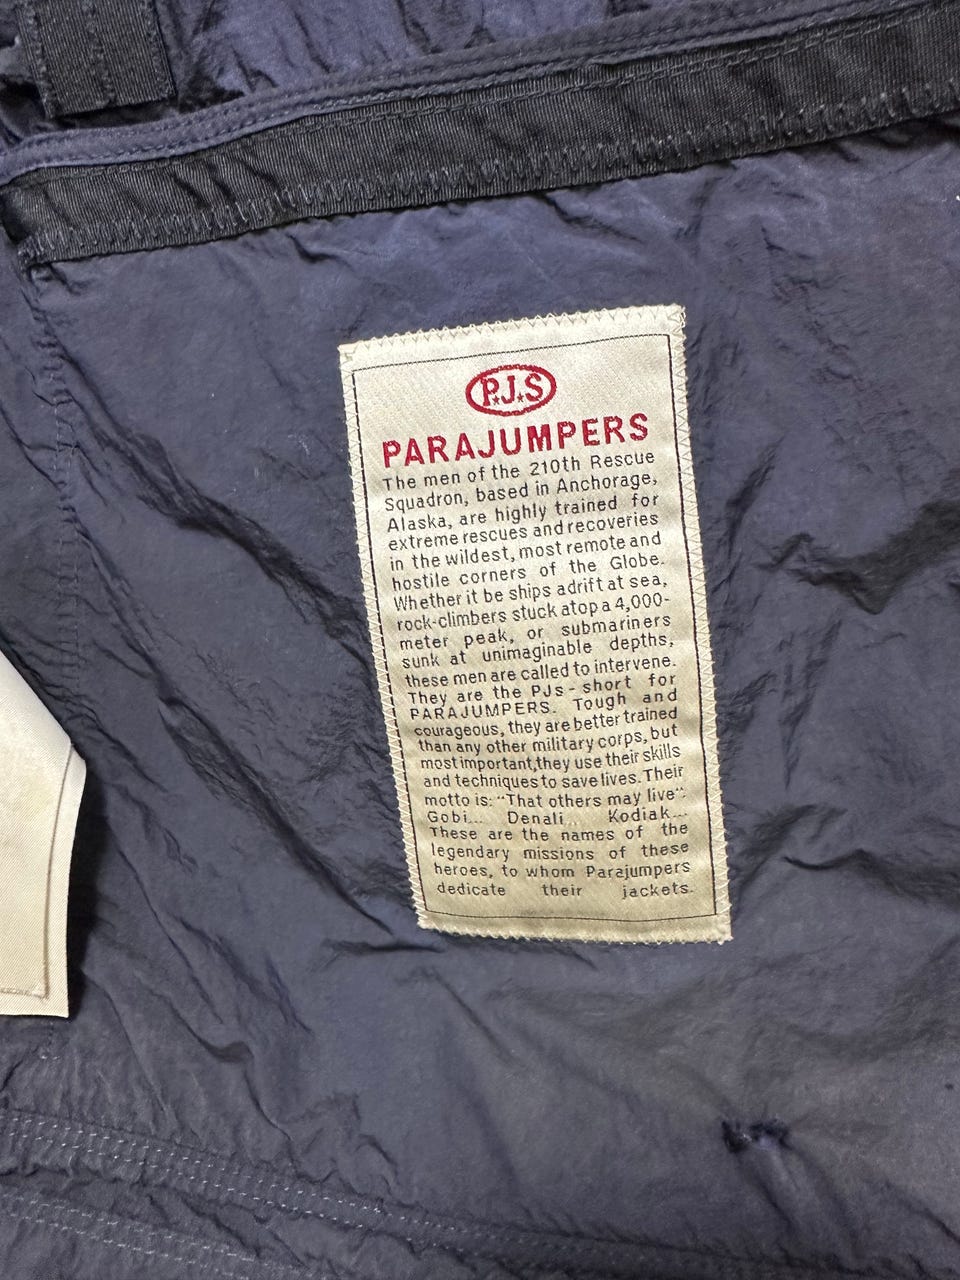 P.J.S
PARAJUMPERS
The men of the 210th Rescue
Squadron, based in Anchorage,
Alaska, are highly trained for
extreme rescues and recoveries
in the wildest, most remote and
hostile corners of the Globe.
Whether it be ships adrift at sea,
rock-climbers stuck atop a 4,000-
meter peak, or submariners
sunk at unimaginable depths,
these men are called to intervene.
They are the PJs - short for
PARAJUMPERS. Tough and
courageous, they are better trained
than any other military corps, but
most important,they use their skills
and techniques to save lives. Their
motto is: "That others may live".
Gobi... Denali... Kodiak...
These are the names of the
legendary missions of these
heroes, to whom Parajumpers
dedicate their jackets.